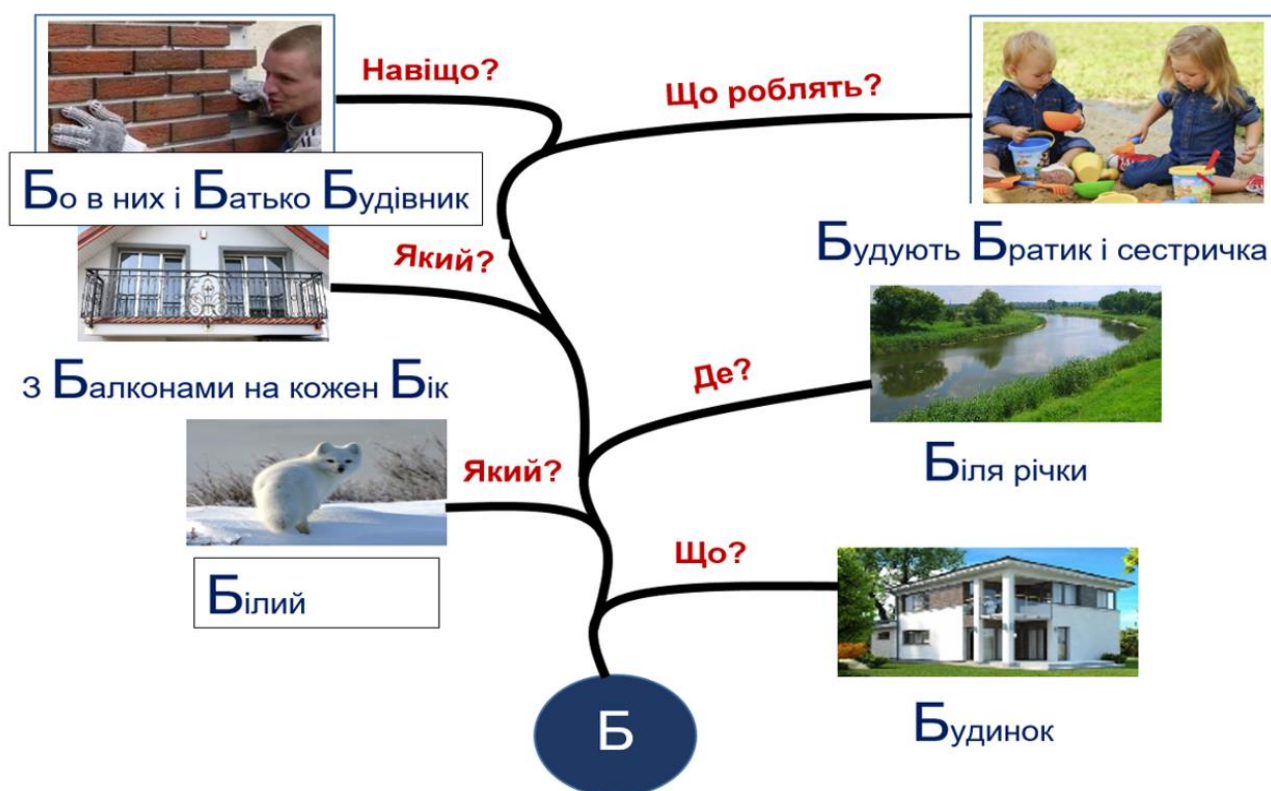 Навіщо?
Що роблять?
Бо в них і Батько Будівник
Будують Братик і сестричка
Який?
З Балконами на кожен Бік
Де?
Біля річки
Який?
Білий
Що?
Будинок
Б